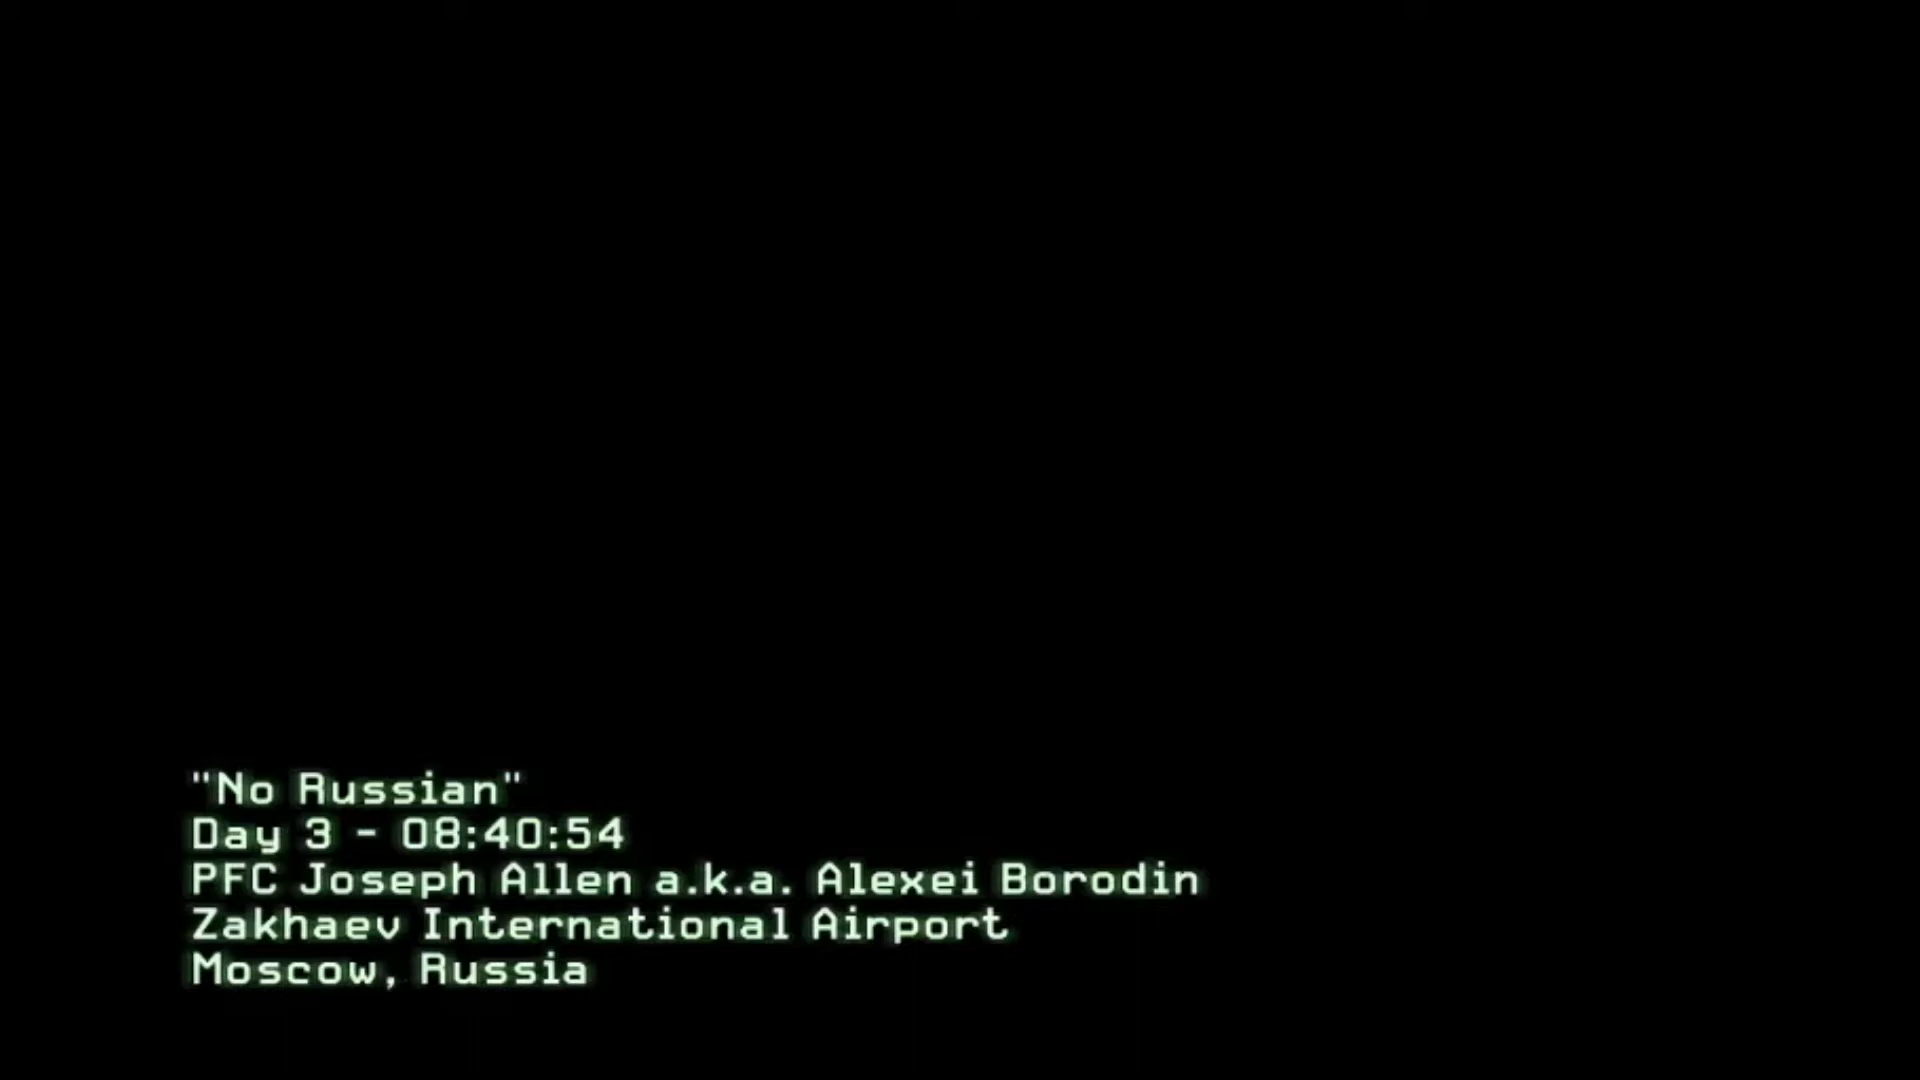 "No Russian"
Day 3 - 08:40:54
PFC Joseph Allen a.k.a. Alexei Borodin
Zakhaev International Airport
Moscow, Russia